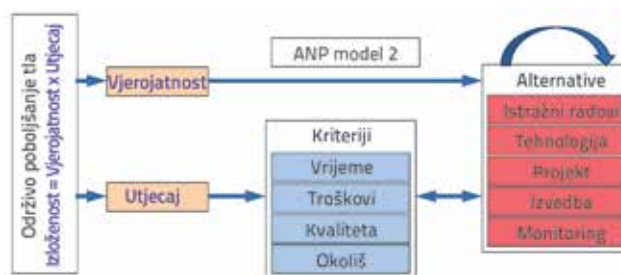 Održivo poboljšanje tla
Izloženost = Vjerojatnost x Utjecaj
Vjerojatnost
Utjecaj
ANP model 2
Kriteriji
Vrijeme
Troškovi
Kvaliteta
Okoliš
Alternative
Istražni radovi
Tehnologija
Projekt
Izvedba
Monitoring